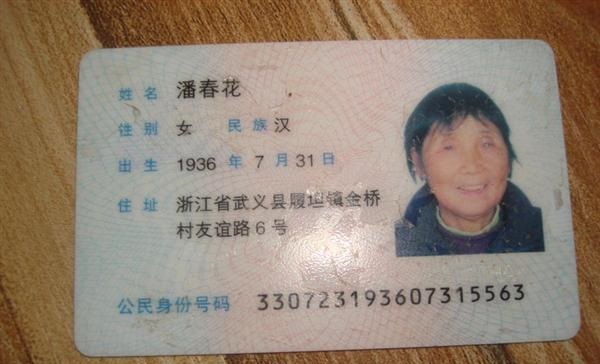 姓名 潘春花
性别 女 民族 汉
出生 1936 年 7 月 31 日
住址 浙江省武义县履坦镇金桥
村友谊路6号
公民身份号码 330723193607315563